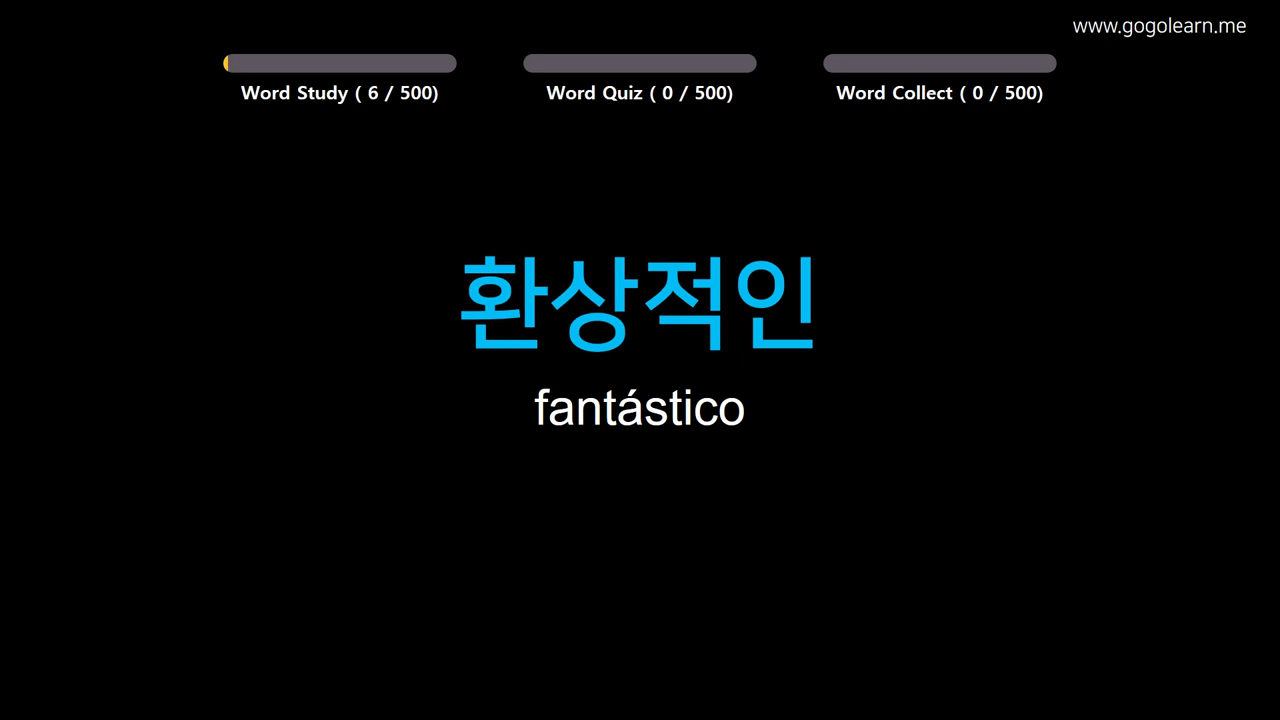 www.gogolearn.me
Word Study ( 6 / 500)
Word Quiz ( 0 / 500)
Word Collect ( 0 / 500)
환상적인
fantástico